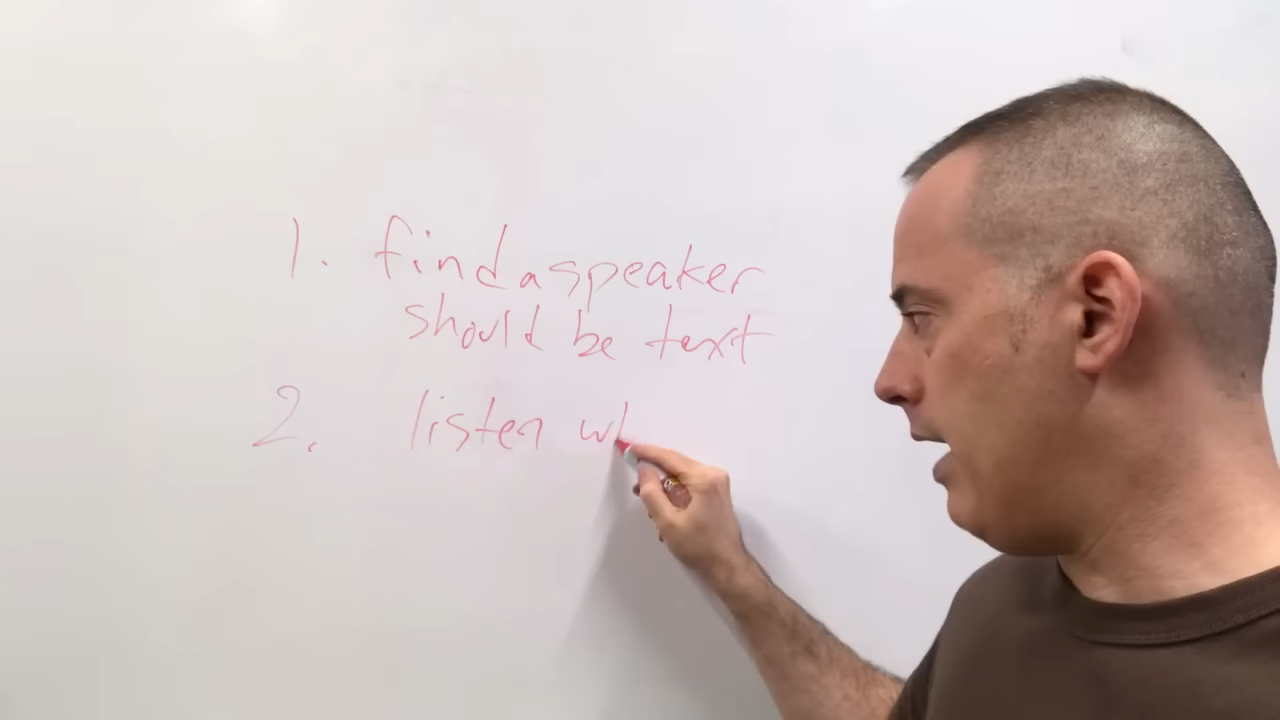 1. find a speaker
should be text
2. listen wh